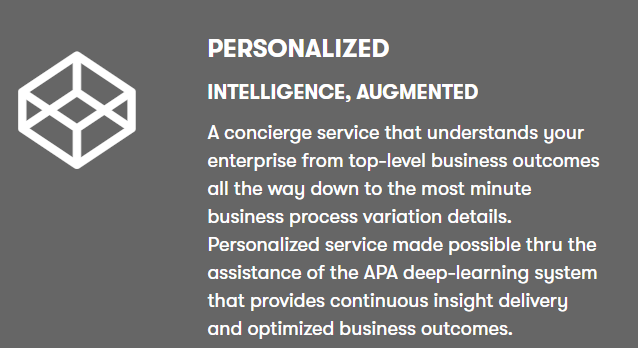 PERSONALIZED
INTELLIGENCE, AUGMENTED
A concierge service that understands your
enterprise from top-level business outcomes
all the way down to the most minute
business process variation details.
Personalized service made possible thru the
assistance of the APA deep-learning system
that provides continuous insight delivery
and optimized business outcomes.